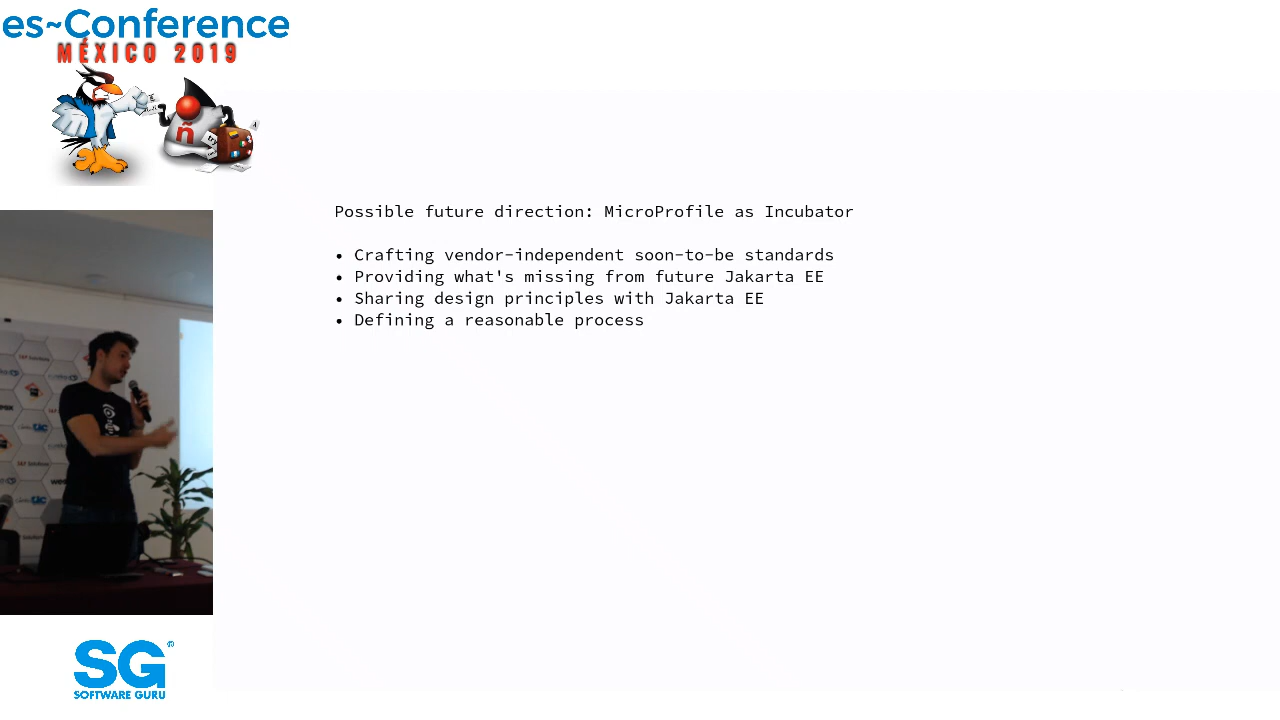 es~Conference
MÉXICO 2019
ñ
try
Possible future direction: MicroProfile as Incubator
• Crafting vendor-independent soon-to-be standards
• Providing what's missing from future Jakarta EE
• Sharing design principles with Jakarta EE
• Defining a reasonable process
SG®
SOFTWARE GURU